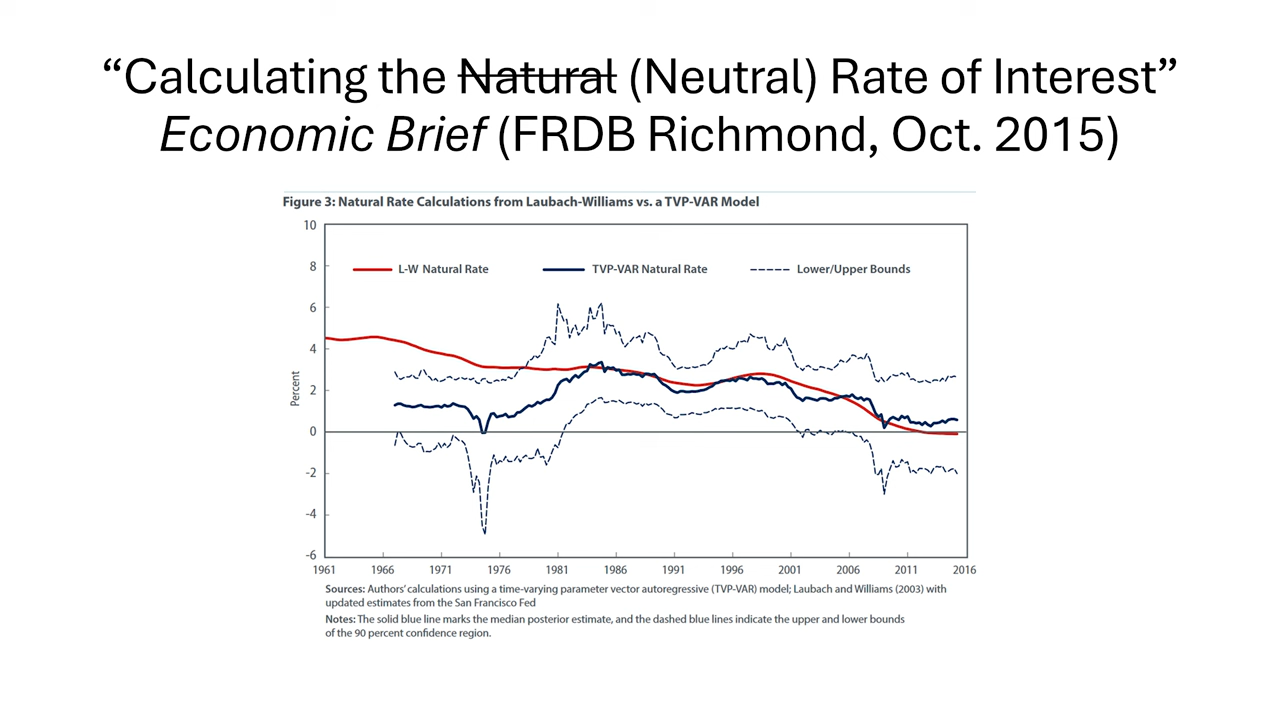 “Calculating the Natural (Neutral) Rate of Interest”
Economic Brief (FRDB Richmond, Oct. 2015)
Figure 3: Natural Rate Calculations from Laubach-Williams vs. a TVP-VAR Model
10
8
6
4
2
0
-2
-4
-6
Percent
L-W Natural Rate
TVP-VAR Natural Rate
Lower/Upper Bounds
1961 1966 1971 1976 1981 1986 1991 1996 2001 2006 2011 2016
Sources: Authors’ calculations using a time-varying parameter vector autoregressive (TVP-VAR) model; Laubach and Williams (2003) with
updated estimates from the San Francisco Fed
Notes: The solid blue line marks the median posterior estimate, and the dashed blue lines indicate the upper and lower bounds
of the 90 percent confidence region.